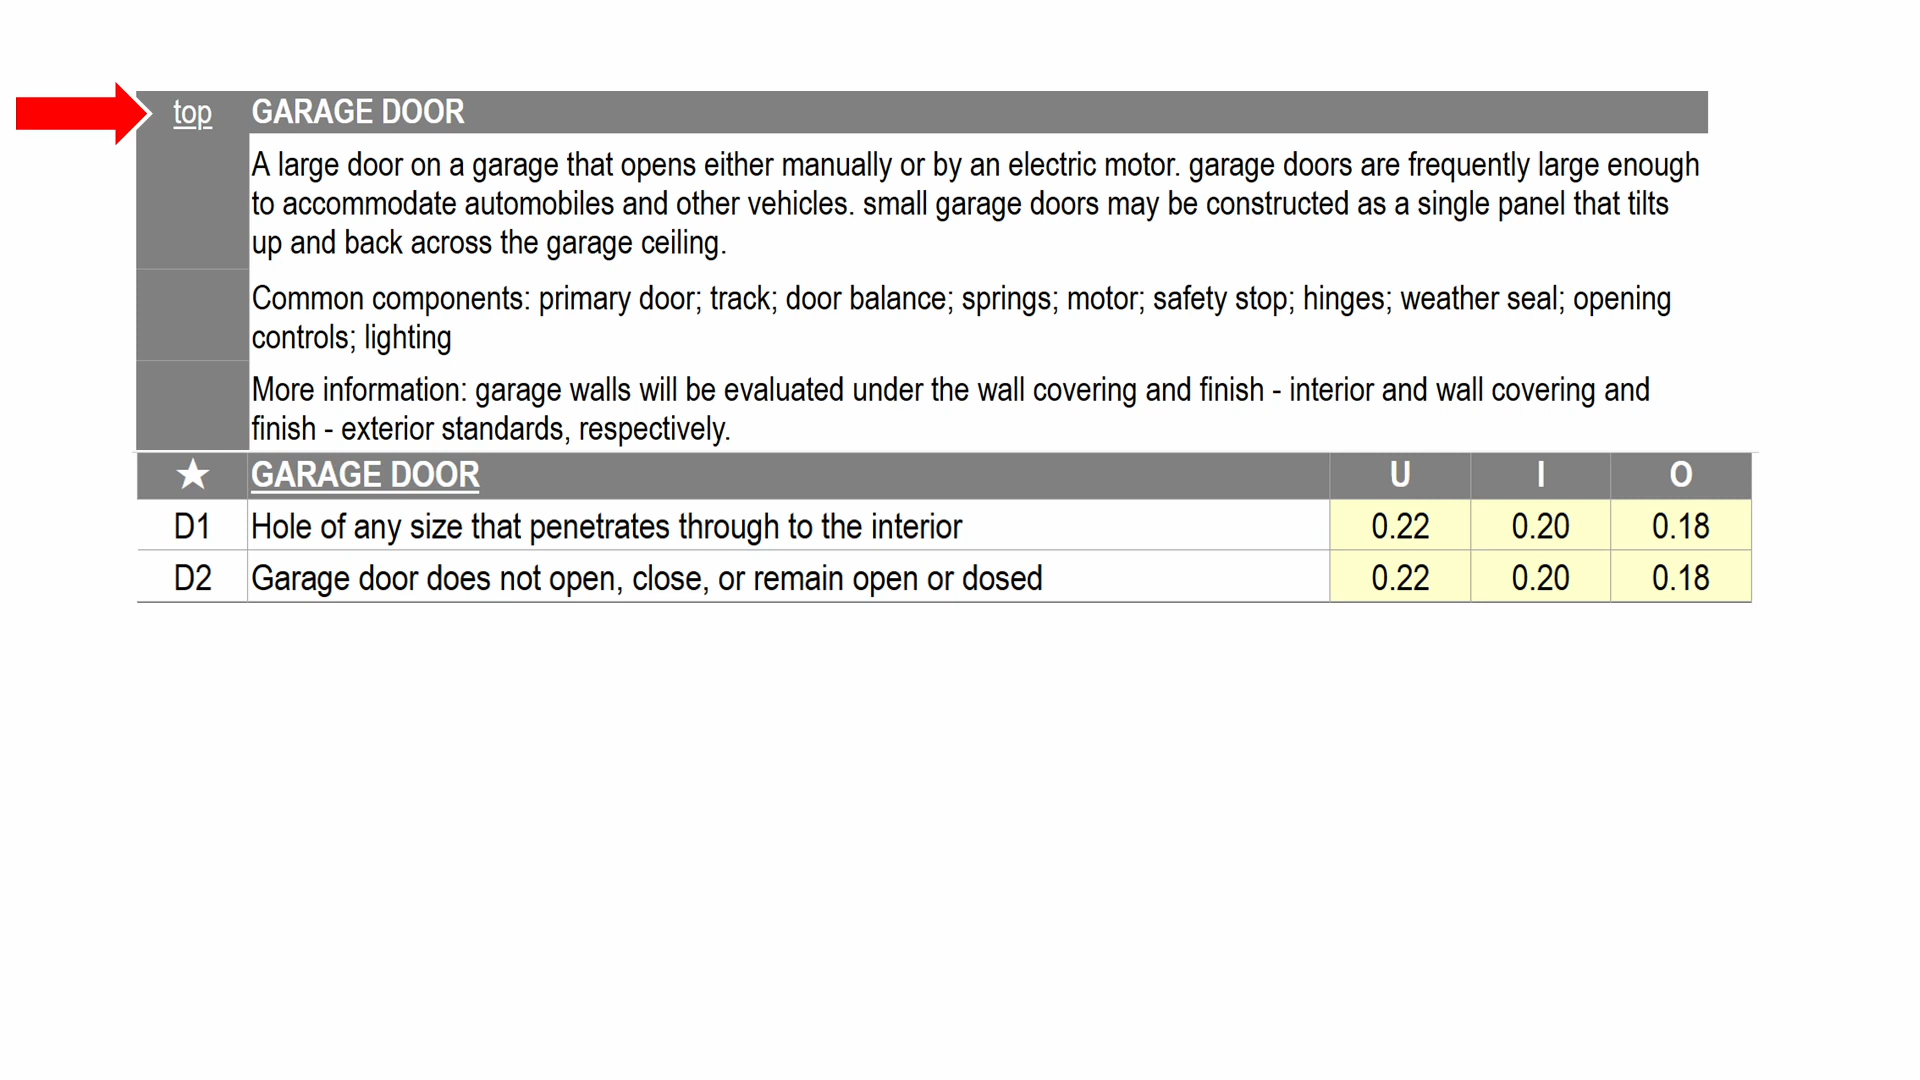 top GARAGE DOOR
A large door on a garage that opens either manually or by an electric motor. garage doors are frequently large enough
to accommodate automobiles and other vehicles. small garage doors may be constructed as a single panel that tilts
up and back across the garage ceiling.
Common components: primary door; track; door balance; springs; motor; safety stop; hinges; weather seal; opening
controls; lighting
More information: garage walls will be evaluated under the wall covering and finish - interior and wall covering and
finish - exterior standards, respectively.
★ GARAGE DOOR U I O
D1 Hole of any size that penetrates through to the interior 0.22 0.20 0.18
D2 Garage door does not open, close, or remain open or dosed 0.22 0.20 0.18